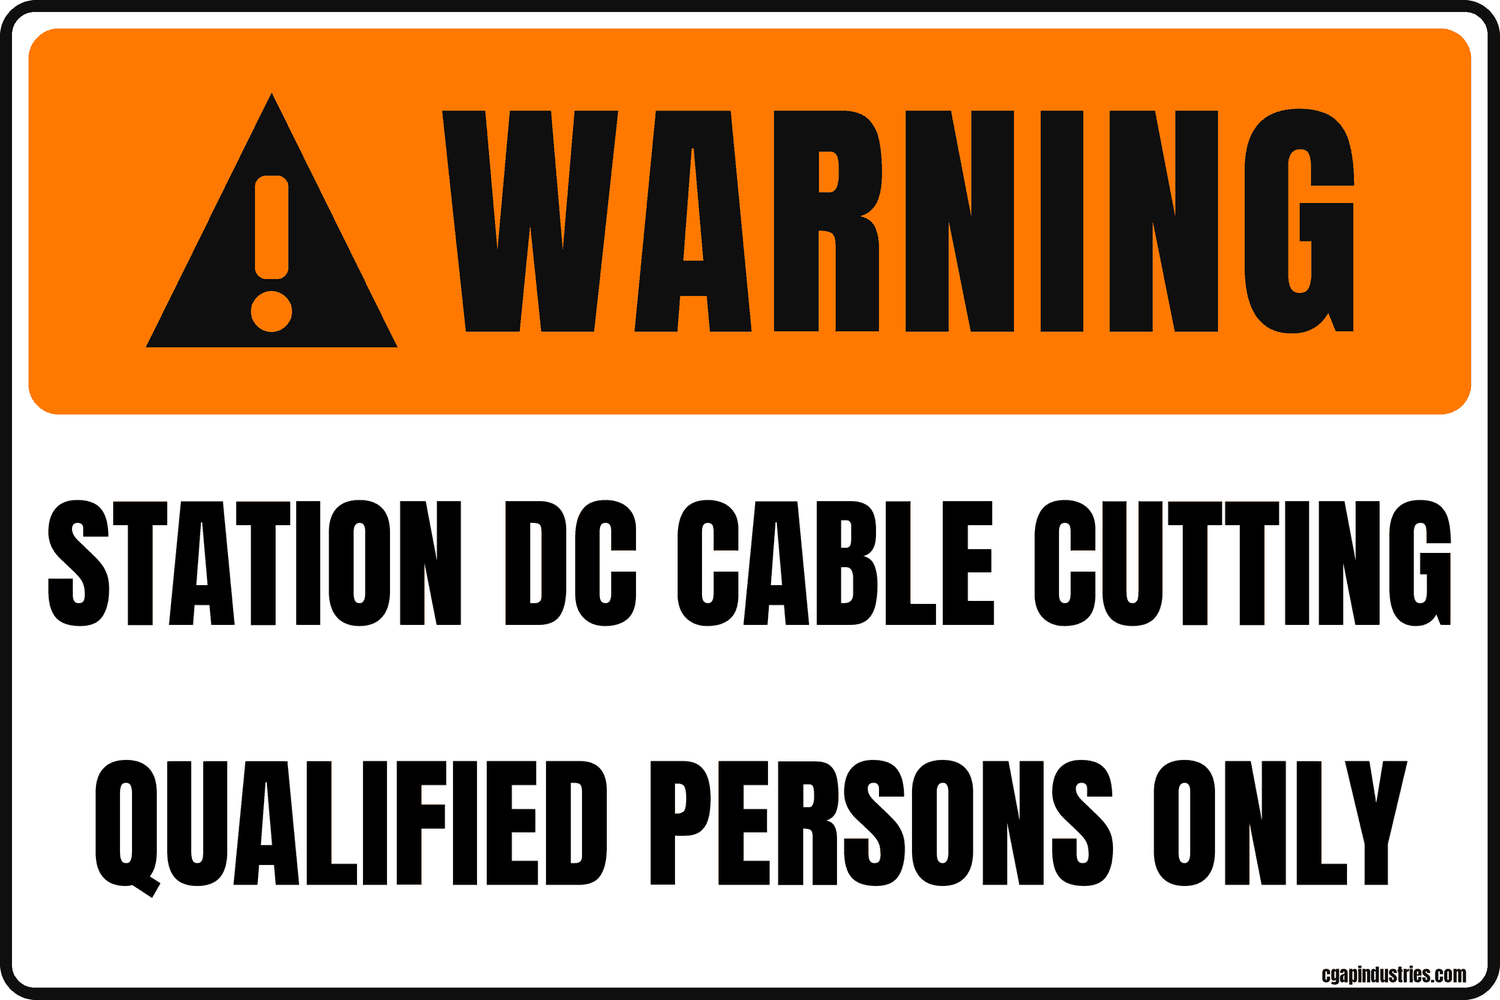 WARNING
STATION DC CABLE CUTTING
QUALIFIED PERSONS ONLY
cgapindustries.com